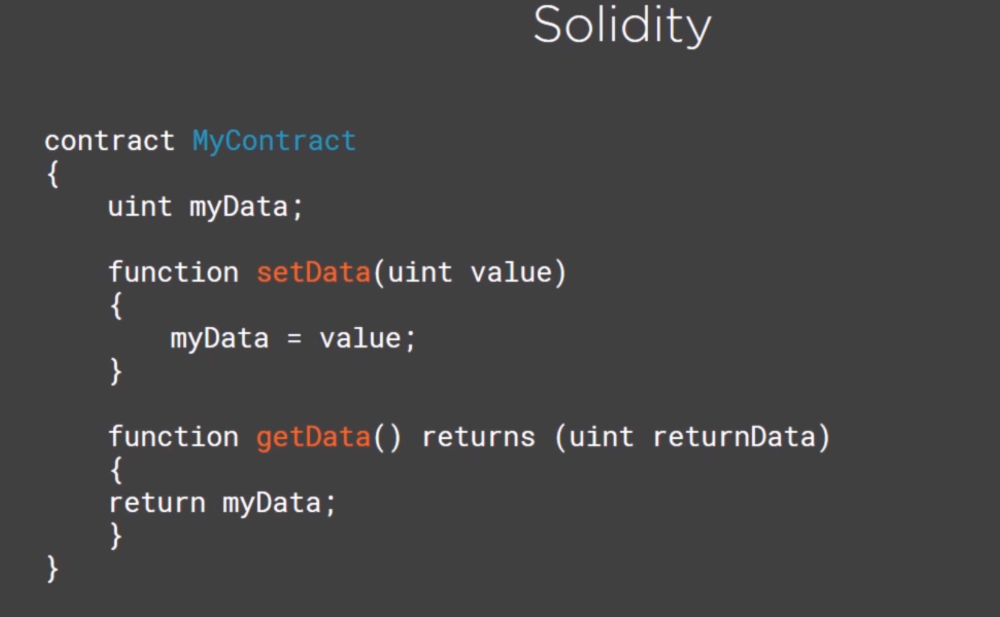 Solidity
contract MyContract
{
uint myData;
function setData(uint value)
{
myData = value;
}
function getData() returns (uint returnData)
{
return myData;
}
}